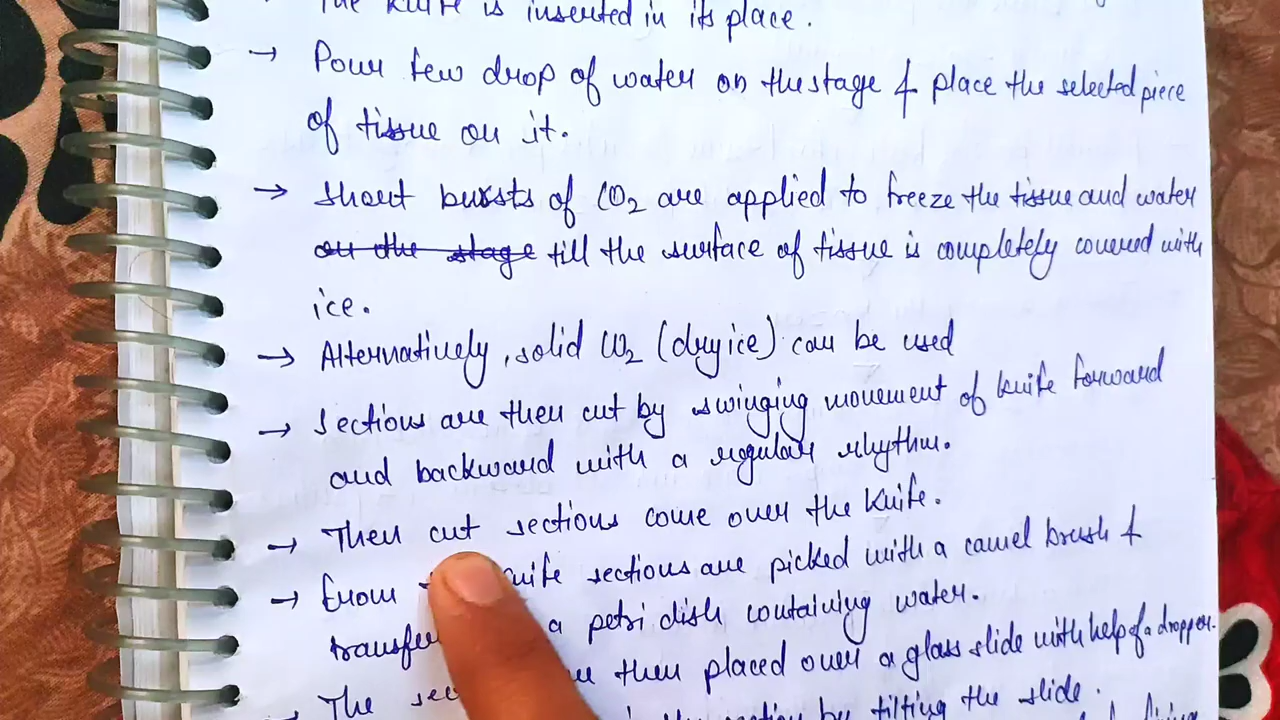 The knife is inserted in its place.
→ Pour few drop of water on the stage & place the selected piece
of tissue on it.
→ Short bursts of CO2 are applied to freeze the tissue and water
on the stage till the surface of tissue is completely covered with
ice.
→ Alternatively, solid CO2 (dry ice) can be used
→ Sections are then cut by swinging movement of knife forward
and backward with a regular rhythm.
→ Then cut sections come over the knife.
→ From knife sections are picked with a camel brush &
a petri dish containing water.
→ The then placed over a glass slide with help of a dropper.
by tilting the slide.